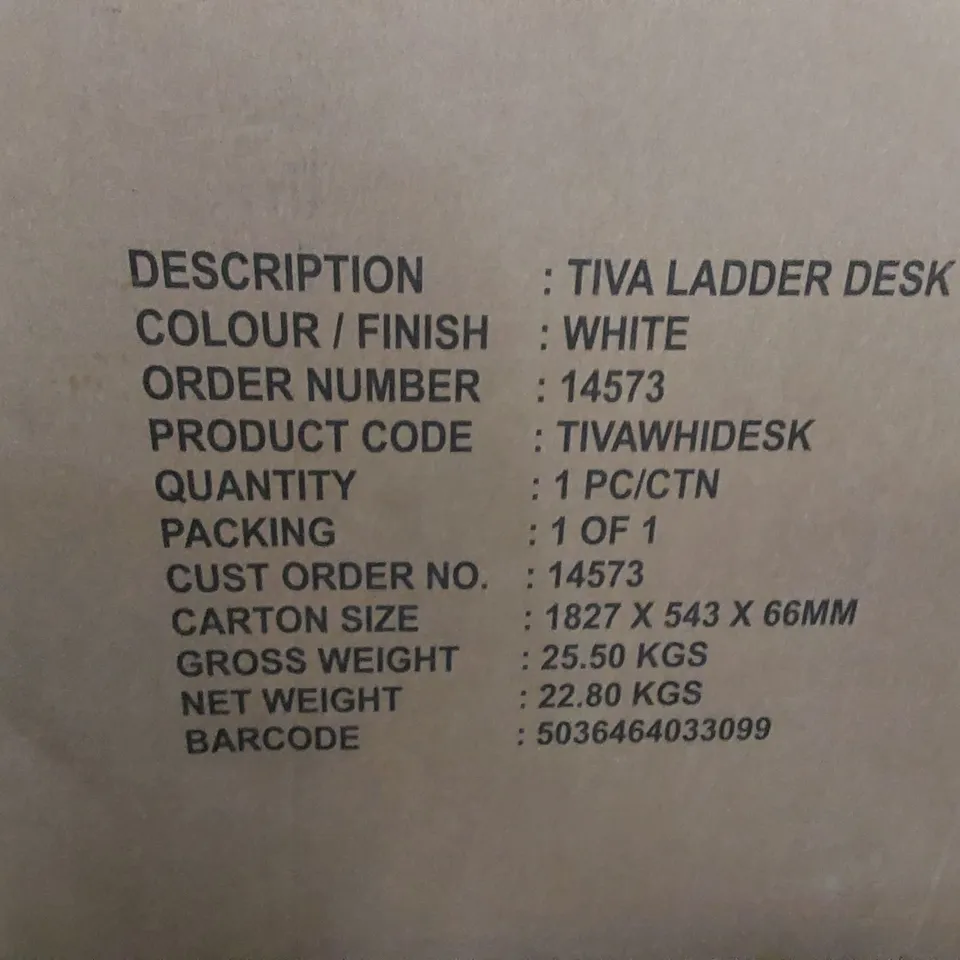 DESCRIPTION : TIVA LADDER DESK
COLOUR / FINISH : WHITE
ORDER NUMBER : 14573
PRODUCT CODE : TIVAWHIDESK
QUANTITY : 1 PC/CTN
PACKING : 1 OF 1
CUST ORDER NO. : 14573
CARTON SIZE : 1827 X 543 X 66MM
GROSS WEIGHT : 25.50 KGS
NET WEIGHT : 22.80 KGS
BARCODE : 5036464033099